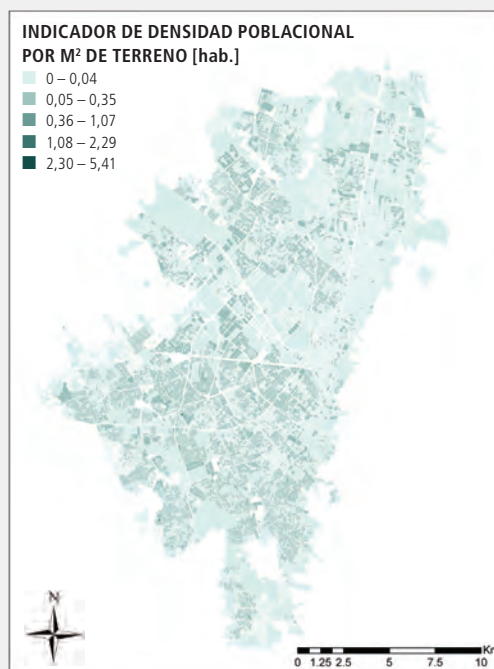 INDICADOR DE DENSIDAD POBLACIONAL
POR M² DE TERRENO [hab.]
0 – 0,04
0,05 – 0,35
0,36 – 1,07
1,08 – 2,29
2,30 – 5,41
N
Km
0 1.25 2.5 5 7.5 10